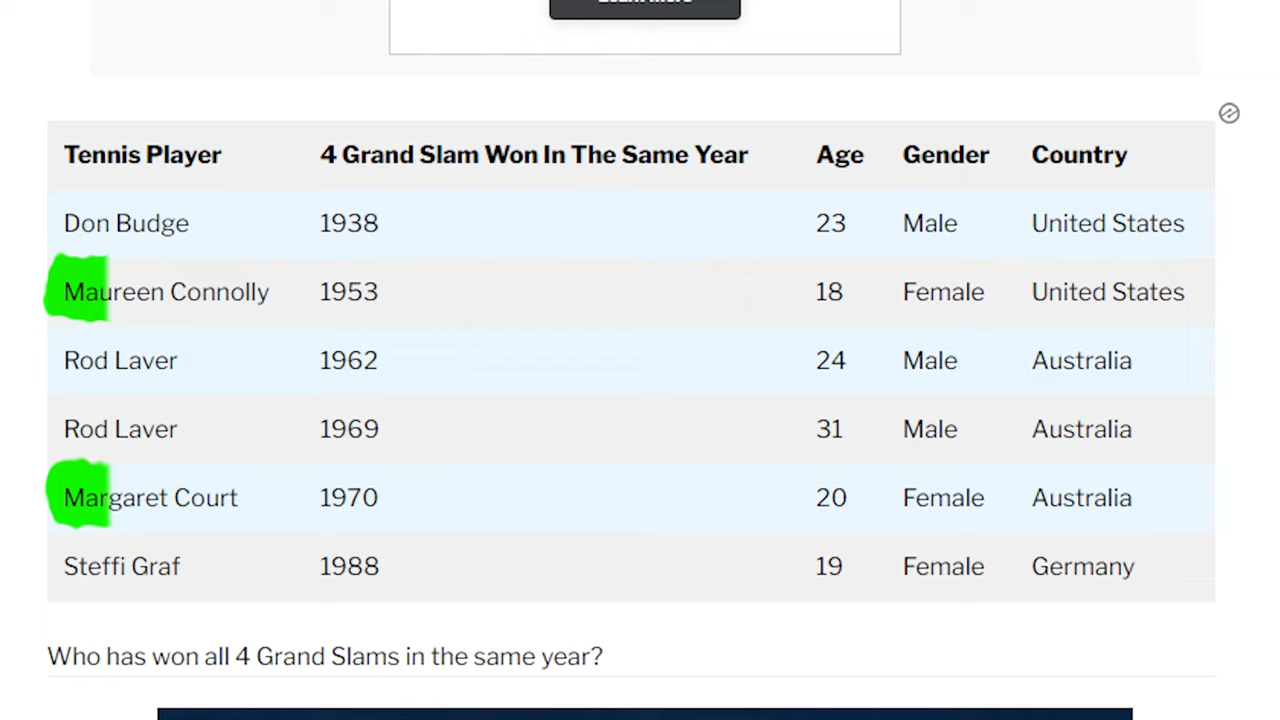 Learn More
Tennis Player 4 Grand Slam Won In The Same Year Age Gender Country
Don Budge 1938 23 Male United States
Maureen Connolly 1953 18 Female United States
Rod Laver 1962 24 Male Australia
Rod Laver 1969 31 Male Australia
Margaret Court 1970 20 Female Australia
Steffi Graf 1988 19 Female Germany
Who has won all 4 Grand Slams in the same year?